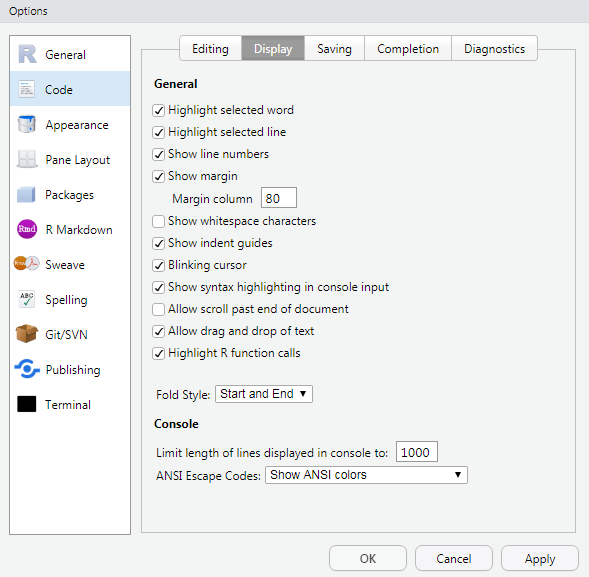 Options
R General
Code
Appearance
Pane Layout
Packages
Rmd R Markdown
Rnw Sweave
ABC Spelling
Git/SVN
Publishing
Terminal
Editing Display Saving Completion Diagnostics
General
Highlight selected word
Highlight selected line
Show line numbers
Show margin
Margin column 80
Show whitespace characters
Show indent guides
Blinking cursor
Show syntax highlighting in console input
Allow scroll past end of document
Allow drag and drop of text
Highlight R function calls
Fold Style: Start and End
Console
Limit length of lines displayed in console to: 1000
ANSI Escape Codes: Show ANSI colors
OK Cancel Apply